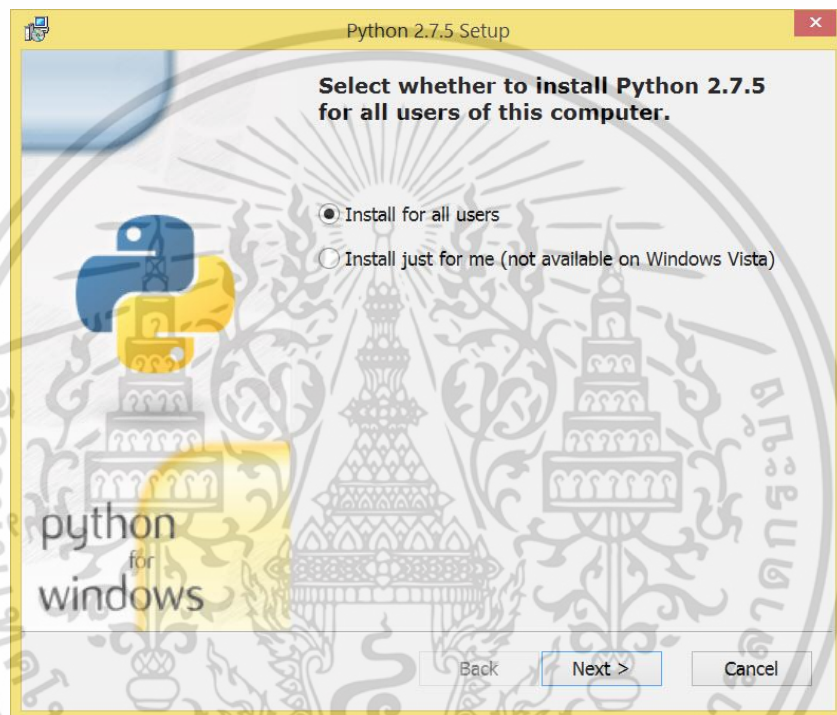 Python 2.7.5 Setup
Select whether to install Python 2.7.5
for all users of this computer.
Install for all users
Install just for me (not available on Windows Vista)
python
for
windows
Back
Next >
Cancel